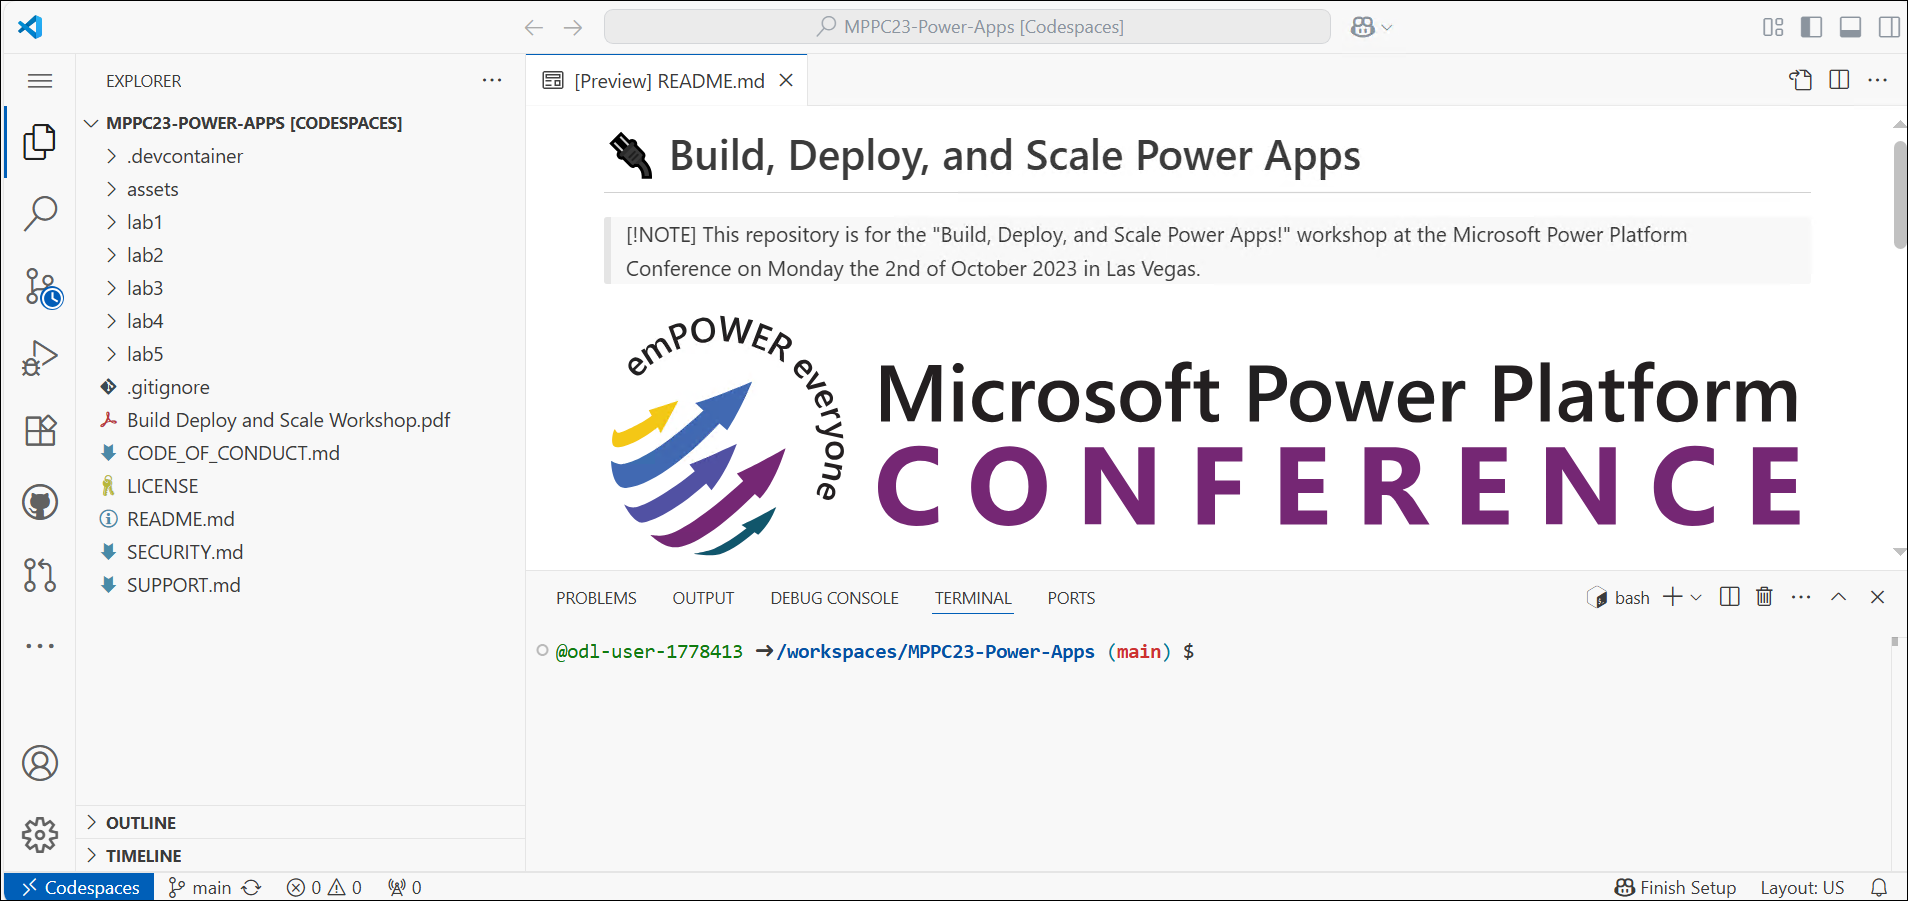 MPPC23-Power-Apps [Codespaces]
EXPLORER
MPPC23-POWER-APPS [CODESPACES]
.devcontainer
assets
lab1
lab2
lab3
lab4
lab5
.gitignore
Build Deploy and Scale Workshop.pdf
CODE_OF_CONDUCT.md
LICENSE
README.md
SECURITY.md
SUPPORT.md
OUTLINE
TIMELINE
[Preview] README.md
Build, Deploy, and Scale Power Apps
[!NOTE] This repository is for the "Build, Deploy, and Scale Power Apps!" workshop at the Microsoft Power Platform
Conference on Monday the 2nd of October 2023 in Las Vegas.
emPOWER everyone
Microsoft Power Platform
CONFERENCE
PROBLEMS OUTPUT DEBUG CONSOLE TERMINAL PORTS
bash
@odl-user-1778413 →/workspaces/MPPC23-Power-Apps (main) $
Codespaces main 0 0 0 Finish Setup Layout: US